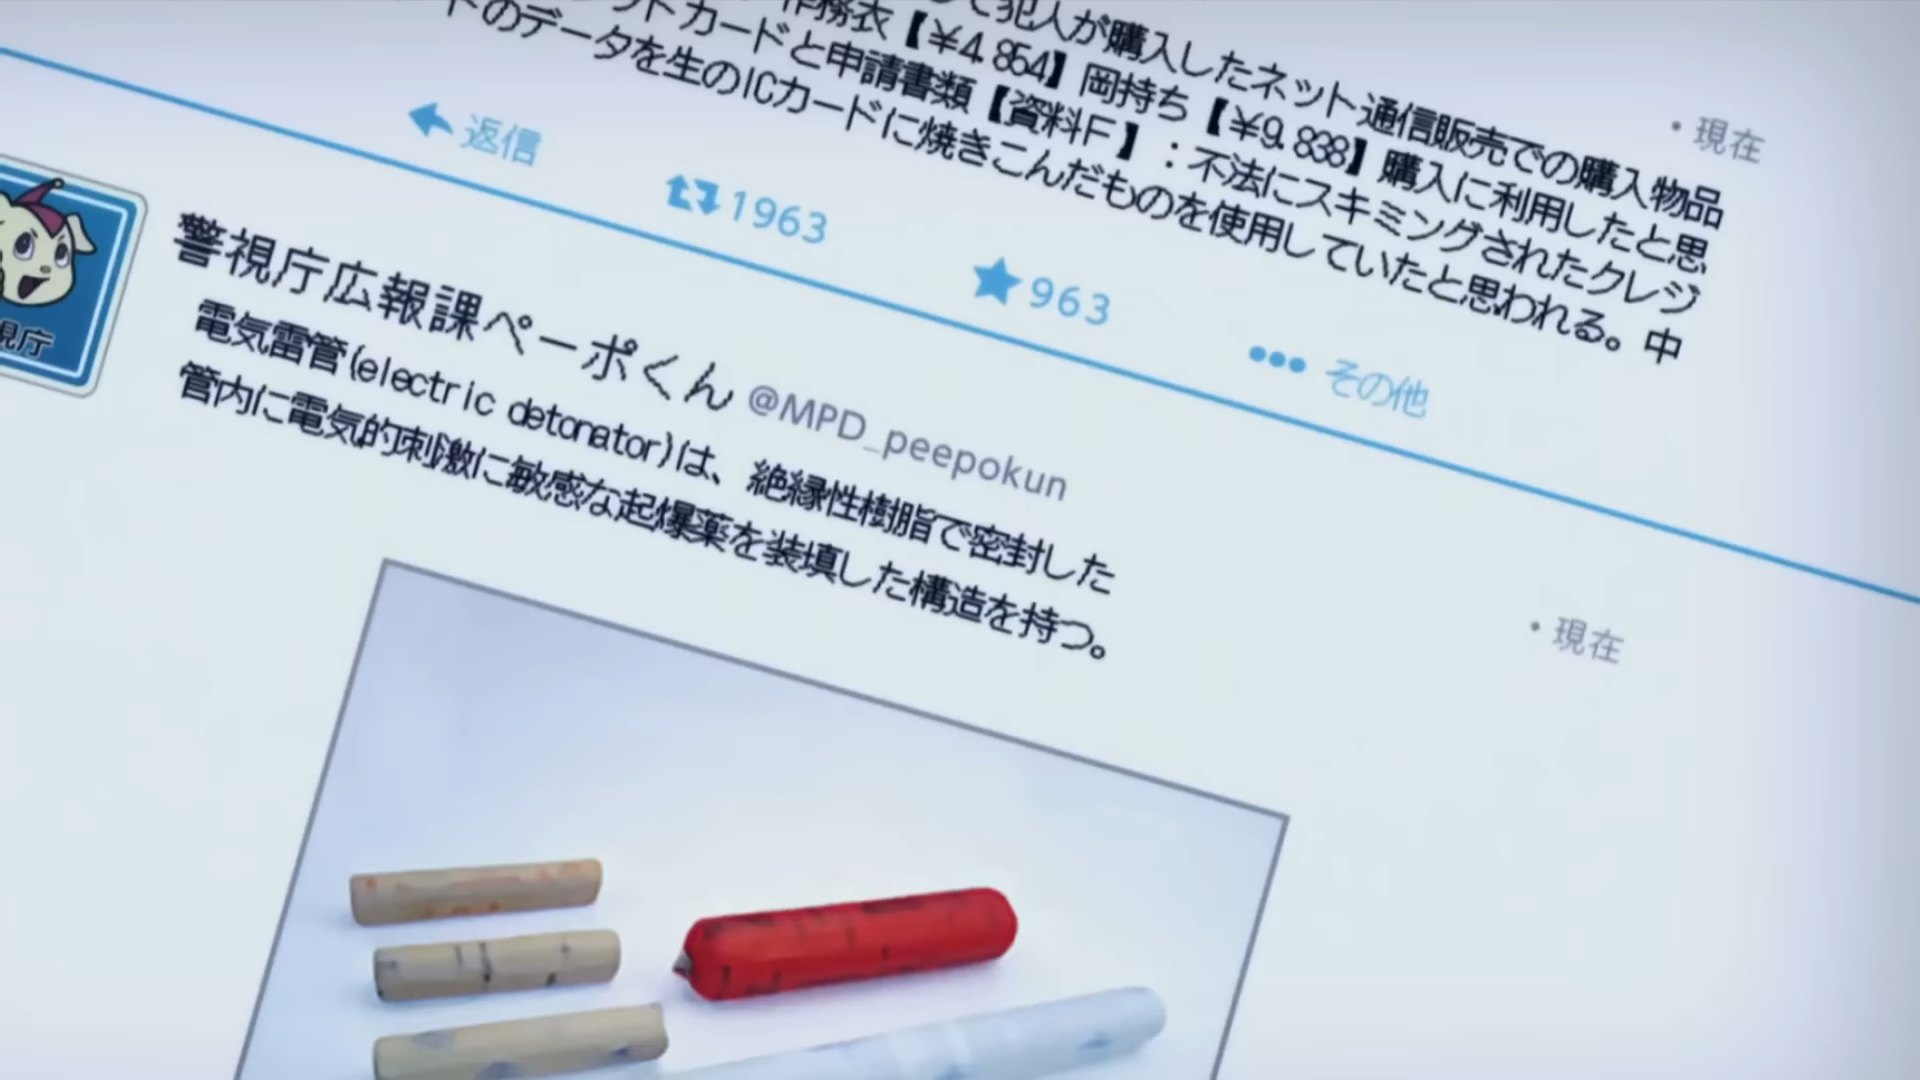 て犯人が購入したネット通信販売での購入物品
作務衣【¥4,854】岡持ち【¥9,838】購入に利用したと思
ットカードと申請書類【資料F】：不法にスキミングされたクレジ
ドのデータを生のICカードに焼きこんだものを使用していたと思われる。中
・現在
返信
1963
963
その他
視庁
警視庁広報課ペーポくん @MPD_peepokun
電気雷管(electric detonator)は、絶縁性樹脂で密封した
管内に電気的刺激に敏感な起爆薬を装填した構造を持つ。
・現在